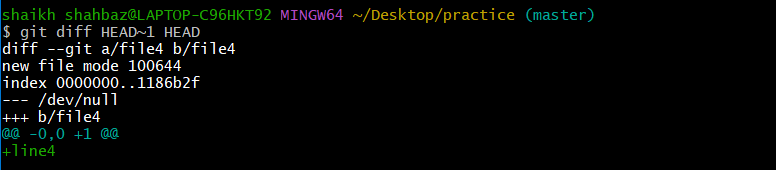 shaikh shahbaz@LAPTOP-C96HKT92 MINGW64 ~/Desktop/practice (master)
$ git diff HEAD~1 HEAD
diff --git a/file4 b/file4
new file mode 100644
index 0000000..1186b2f
--- /dev/null
+++ b/file4
@@ -0,0 +1 @@
+line4